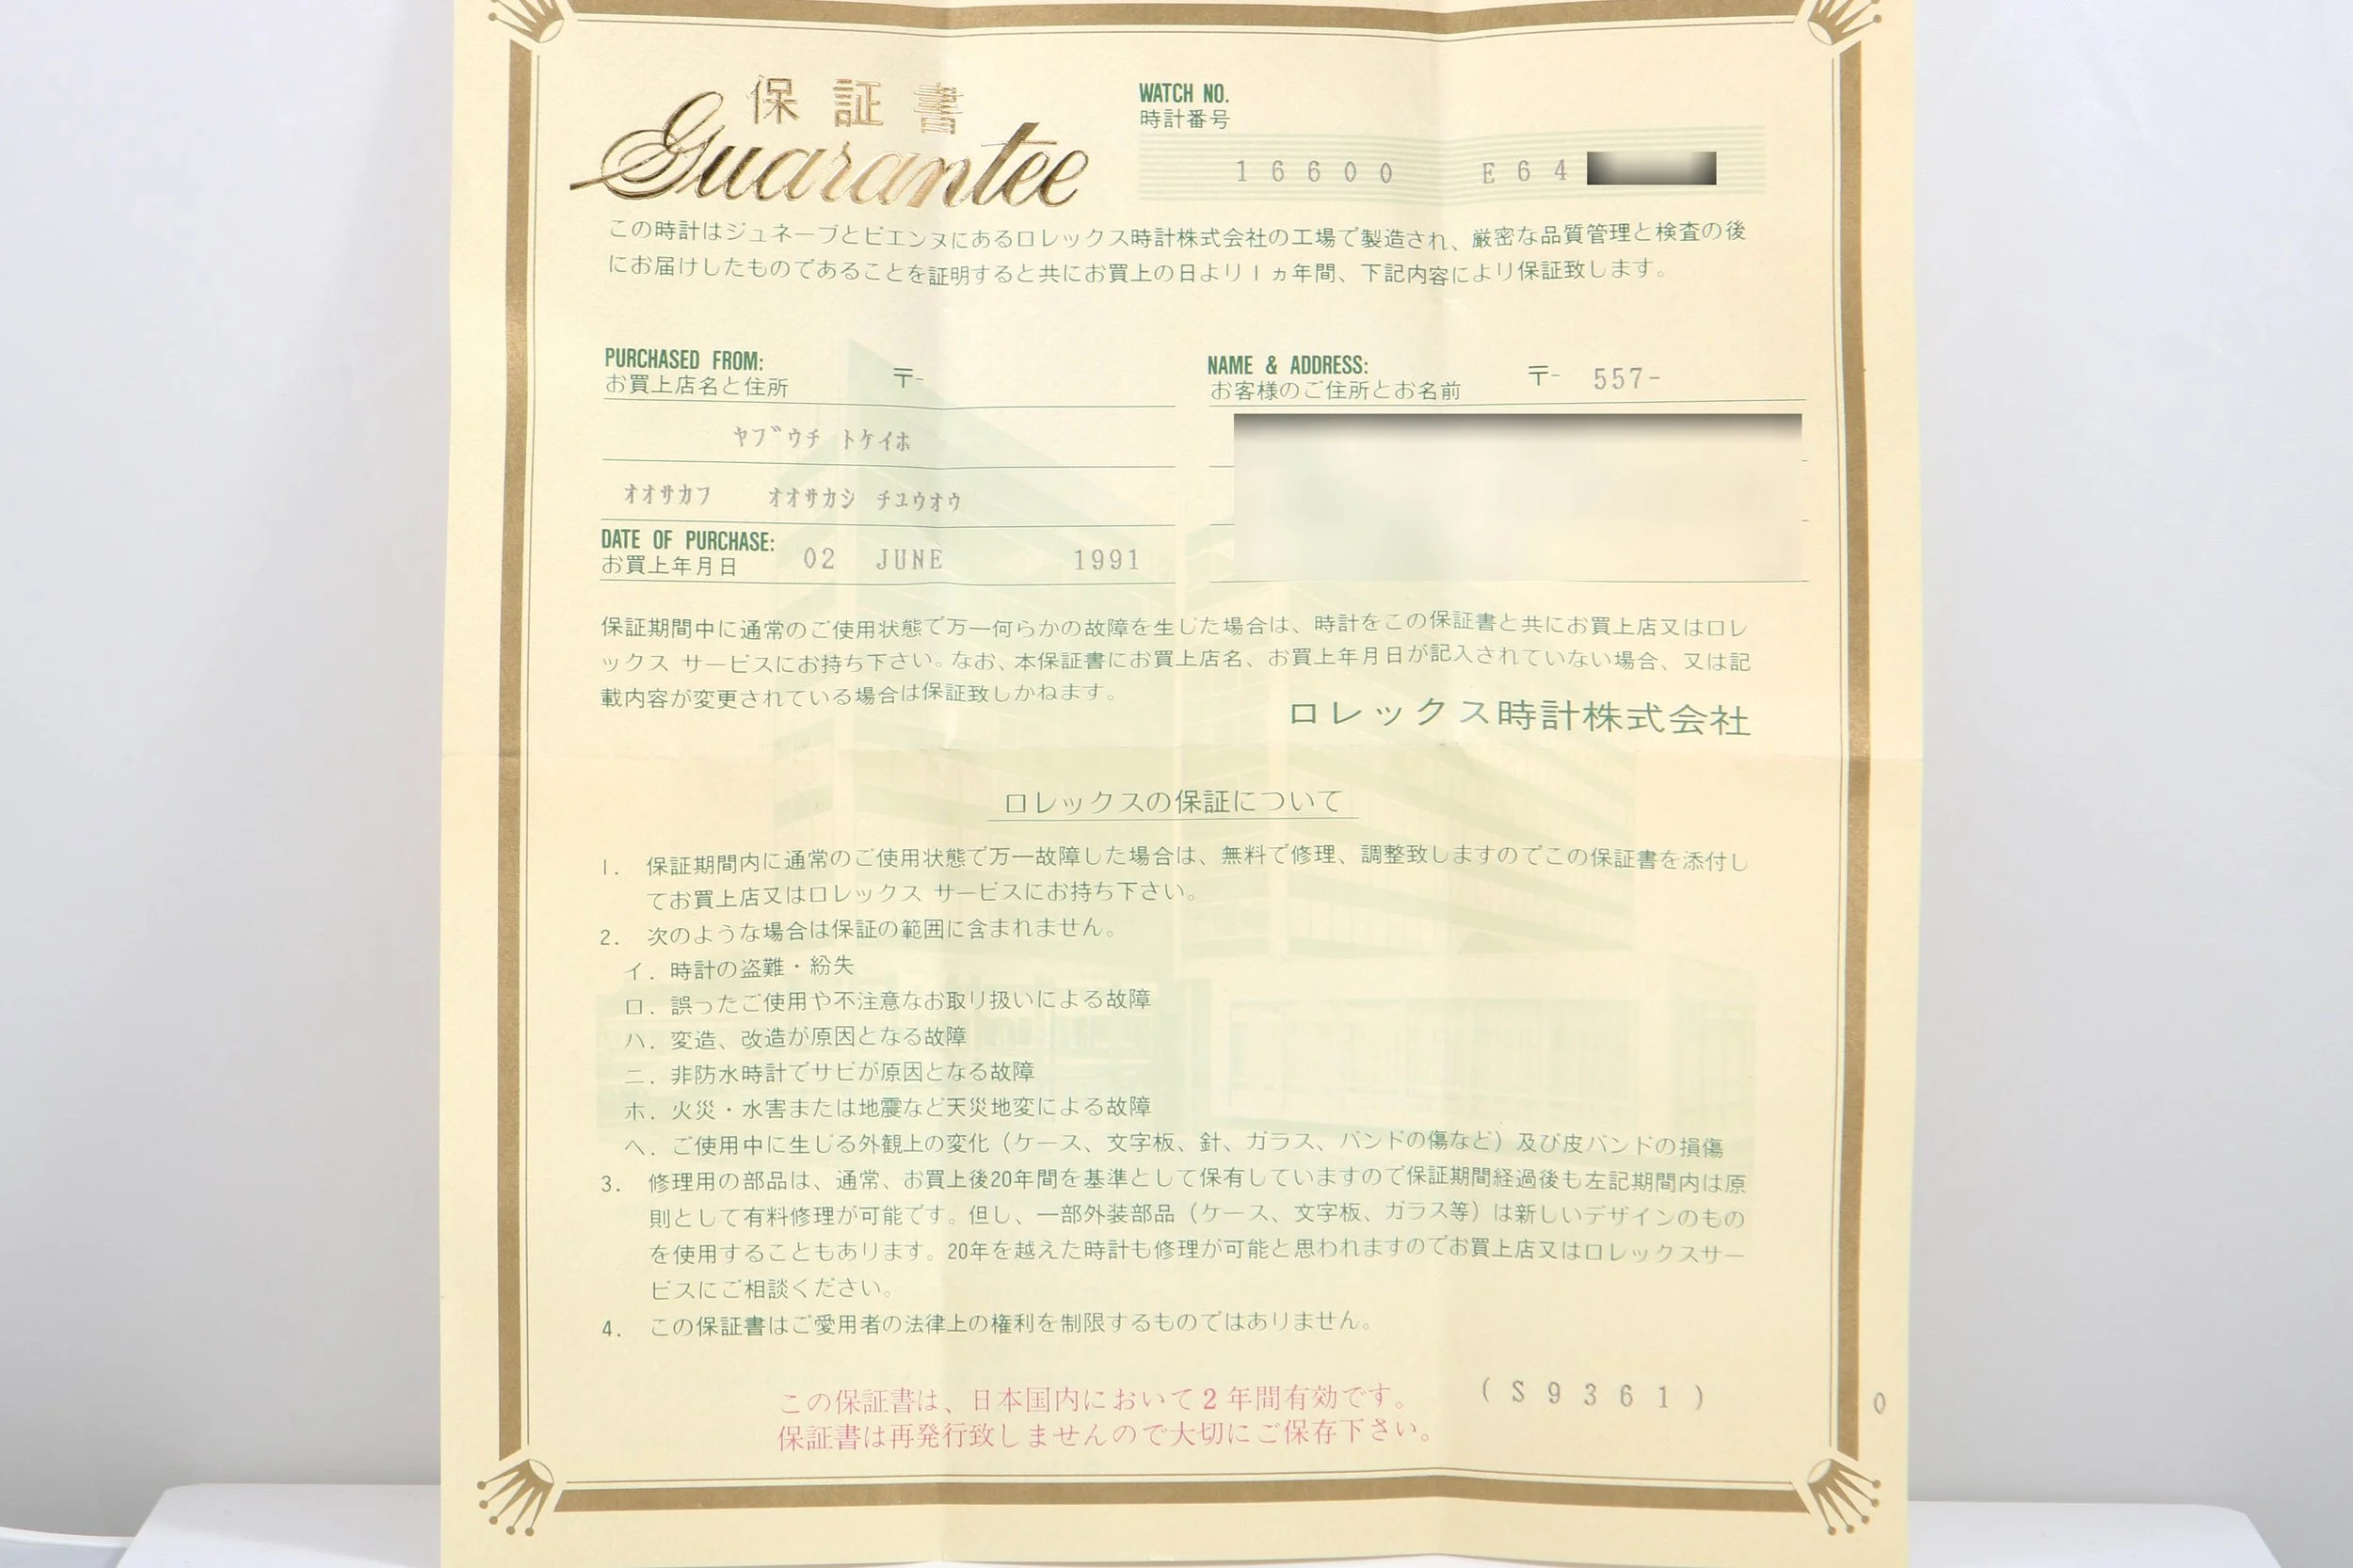 保証書
Guarantee
WATCH NO.
時計番号
16600 E64
この時計はジュネーブとビエンヌにあるロレックス時計株式会社の工場で製造され、厳密な品質管理と検査の後
にお届けしたものであることを証明すると共にお買上の日より1ヵ年間、下記内容により保証致します。
PURCHASED FROM:
お買上店名と住所 〒-
ヤブウチ トケイホ
オオサカフ オオサカシ チユウオウ
DATE OF PURCHASE:
お買上年月日 02 JUNE 1991
NAME & ADDRESS:
お客様のご住所とお名前 〒- 557-
保証期間中に通常のご使用状態で万一何らかの故障を生じた場合は、時計をこの保証書と共にお買上店又はロレ
ックス サービスにお持ち下さい。なお、本保証書にお買上店名、お買上年月日が記入されていない場合、又は記
載内容が変更されている場合は保証致しかねます。
ロレックス時計株式会社
ロレックスの保証について
1. 保証期間内に通常のご使用状態で万一故障した場合は、無料で修理、調整致しますのでこの保証書を添付し
てお買上店又はロレックス サービスにお持ち下さい。
2. 次のような場合は保証の範囲に含まれません。
イ. 時計の盗難・紛失
ロ. 誤ったご使用や不注意なお取り扱いによる故障
ハ. 変造、改造が原因となる故障
ニ. 非防水時計でサビが原因となる故障
ホ. 火災・水害または地震など天災地変による故障
ヘ. ご使用中に生じる外観上の変化（ケース、文字板、針、ガラス、バンドの傷など）及び皮バンドの損傷
3. 修理用の部品は、通常、お買上後20年間を基準として保有していますので保証期間経過後も左記期間内は原
則として有料修理が可能です。但し、一部外装部品（ケース、文字板、ガラス等）は新しいデザインのもの
を使用することもあります。20年を越えた時計も修理が可能と思われますのでお買上店又はロレックスサー
ビスにご相談ください。
4. この保証書はご愛用者の法律上の権利を制限するものではありません。
この保証書は、日本国内において2年間有効です。
保証書は再発行致しませんので大切にご保存下さい。
(S9361)
0